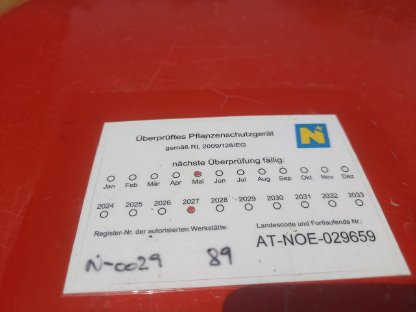 Überprüftes Pflanzenschutzgerät
gemäß RL 2009/128/EG
N
nächste Überprüfung fällig:
Jan Feb Mär Apr Mai Jun Jul Aug Sep Okt Nov Dez
2024 2025 2026 2027 2028 2029 2030 2031 2032 2033
Register-Nr. der autorisierten Werkstätte:
Landescode und Fortlaufende Nr.:
N-0029 89
AT-NOE-029659